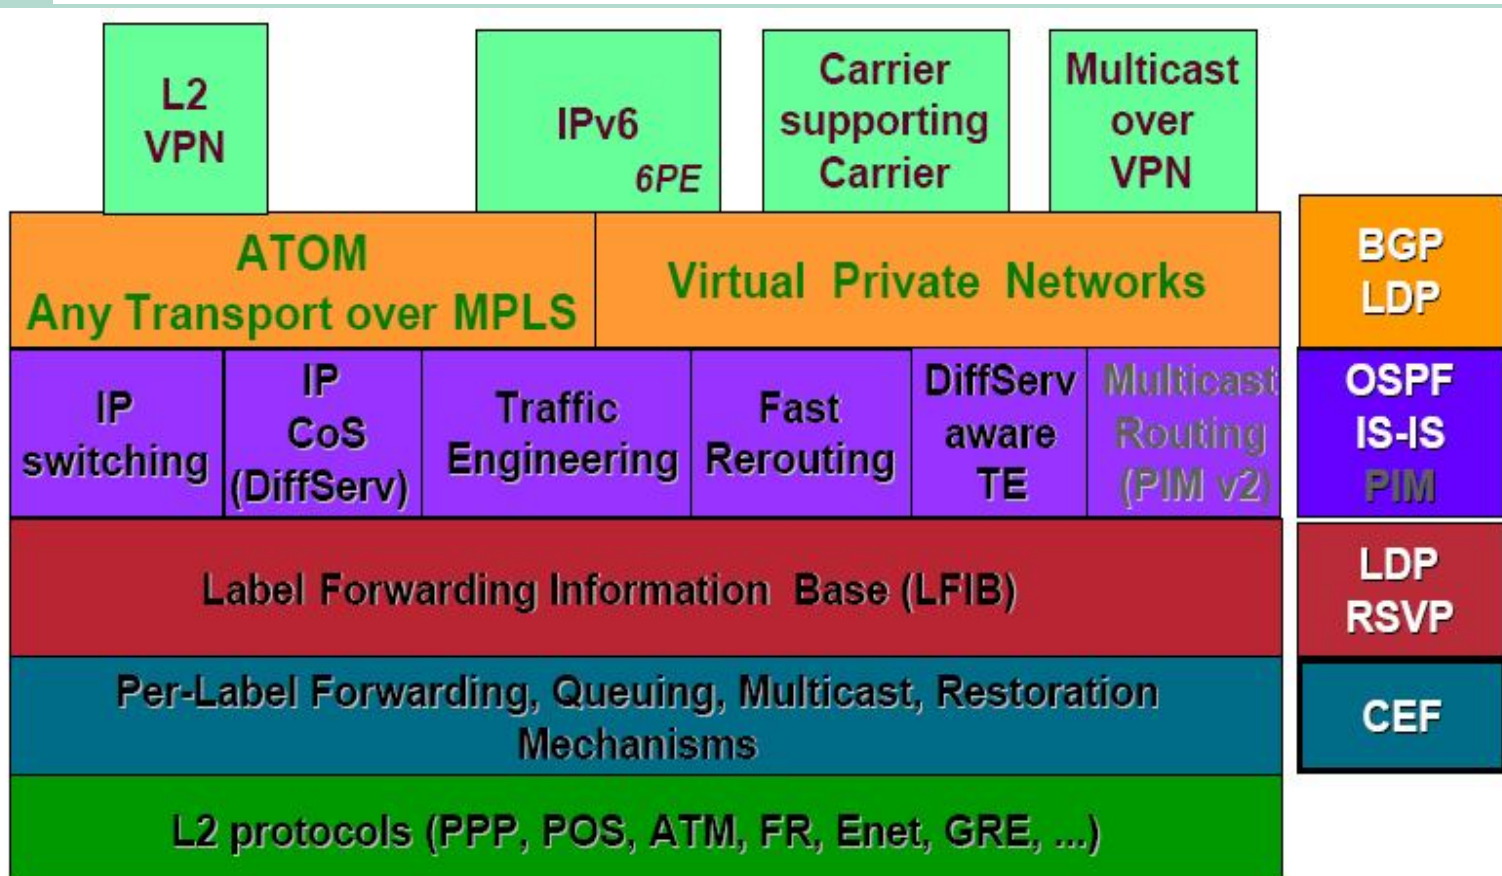 L2
VPN
IPv6
6PE
Carrier
supporting
Carrier
Multicast
over
VPN
ATOM
Any Transport over MPLS
Virtual Private Networks
BGP
LDP
IP
switching
IP
CoS
(DiffServ)
Traffic
Engineering
Fast
Rerouting
DiffServ
aware
TE
Multicast
Routing
(PIM v2)
OSPF
IS-IS
PIM
Label Forwarding Information Base (LFIB)
LDP
RSVP
Per-Label Forwarding, Queuing, Multicast, Restoration
Mechanisms
CEF
L2 protocols (PPP, POS, ATM, FR, Enet, GRE, ...)